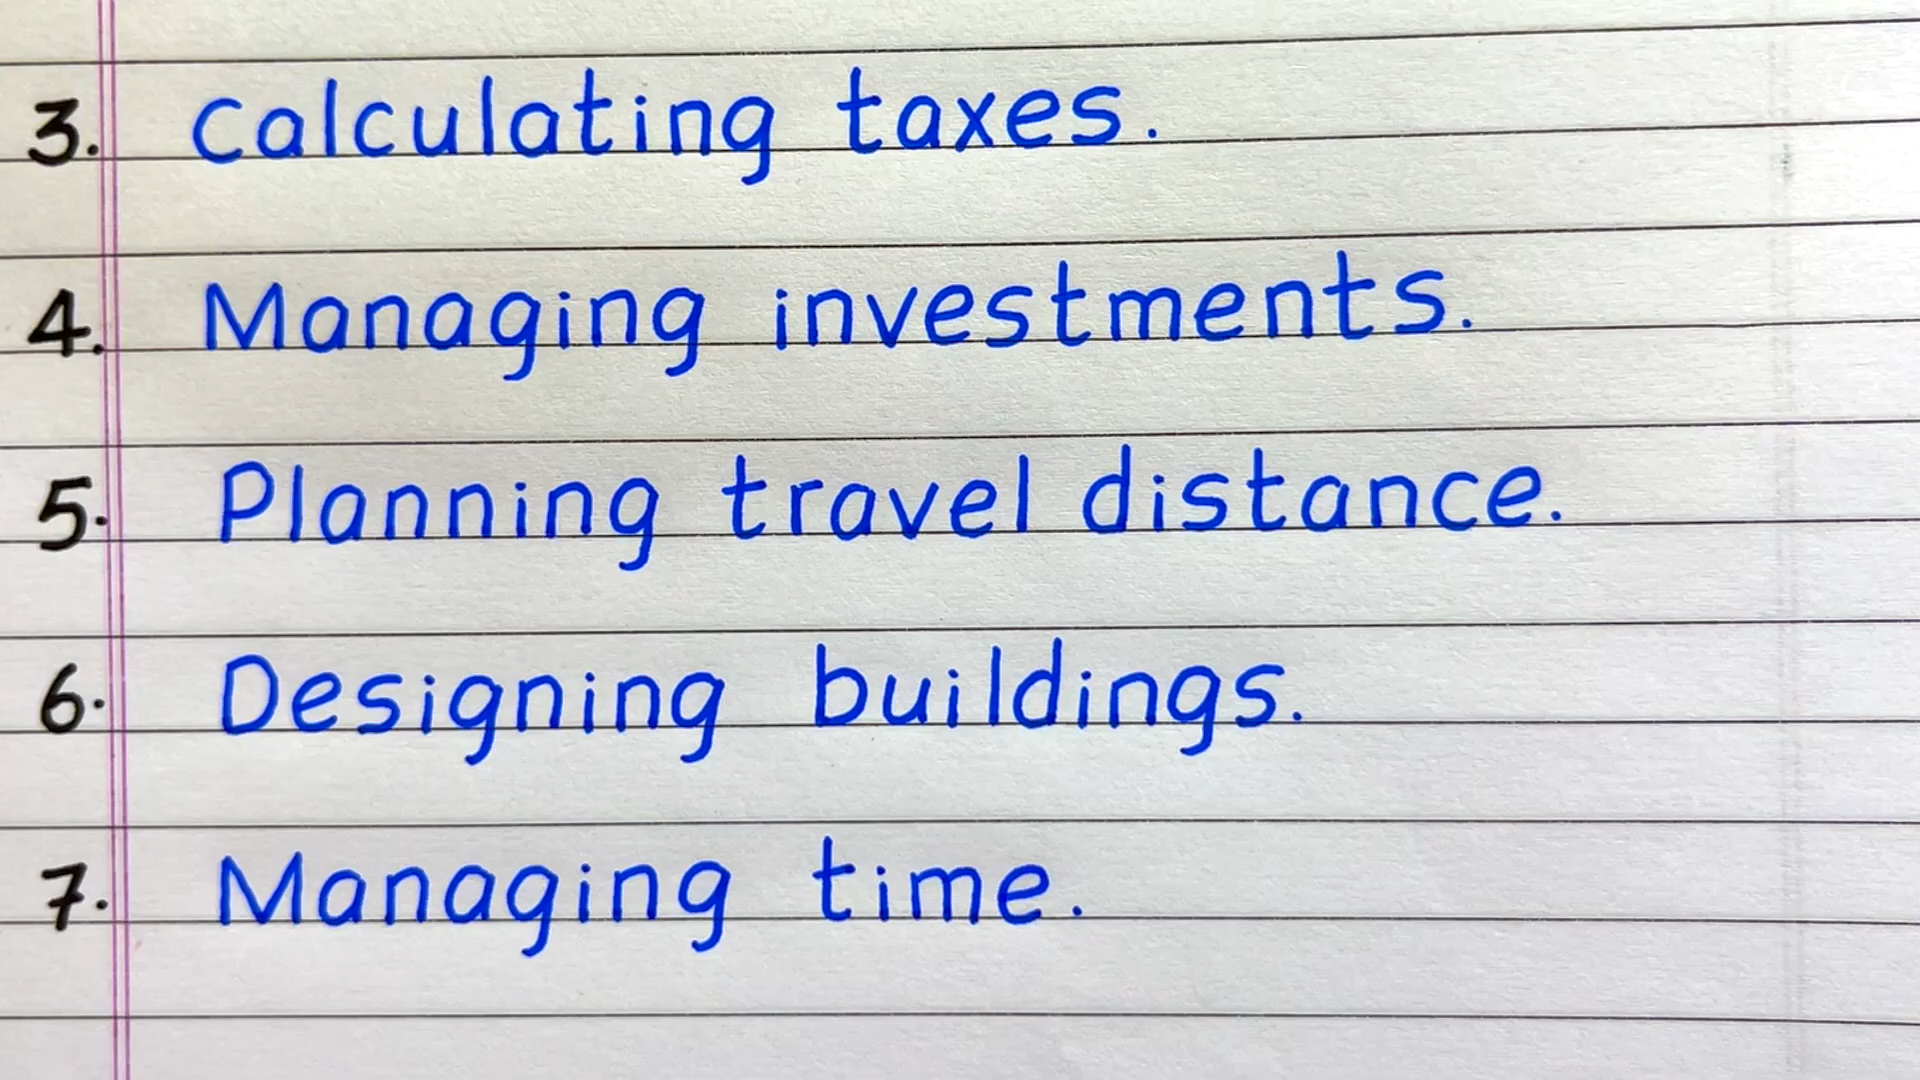 3. Calculating taxes.
4. Managing investments.
5. Planning travel distance.
6. Designing buildings.
7. Managing time.